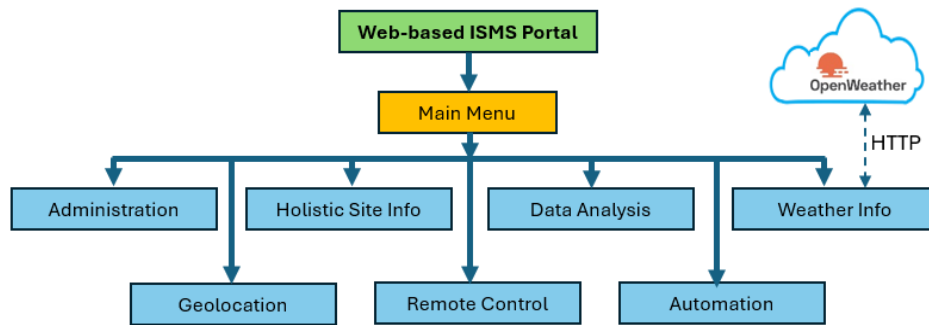 Web-based ISMS Portal
OpenWeather
Main Menu
HTTP
Administration
Holistic Site Info
Data Analysis
Weather Info
Geolocation
Remote Control
Automation